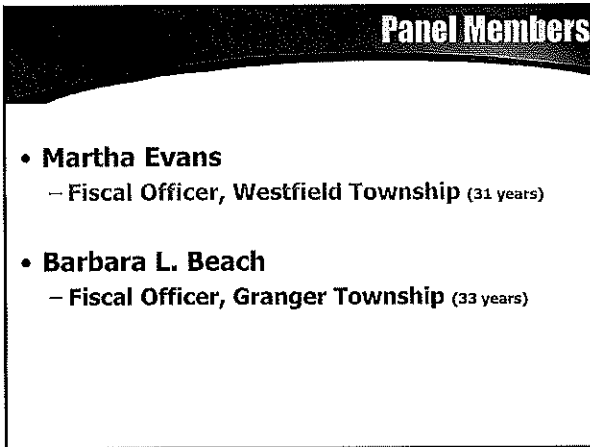 Panel Members
• Martha Evans
– Fiscal Officer, Westfield Township (31 years)
• Barbara L. Beach
– Fiscal Officer, Granger Township (33 years)